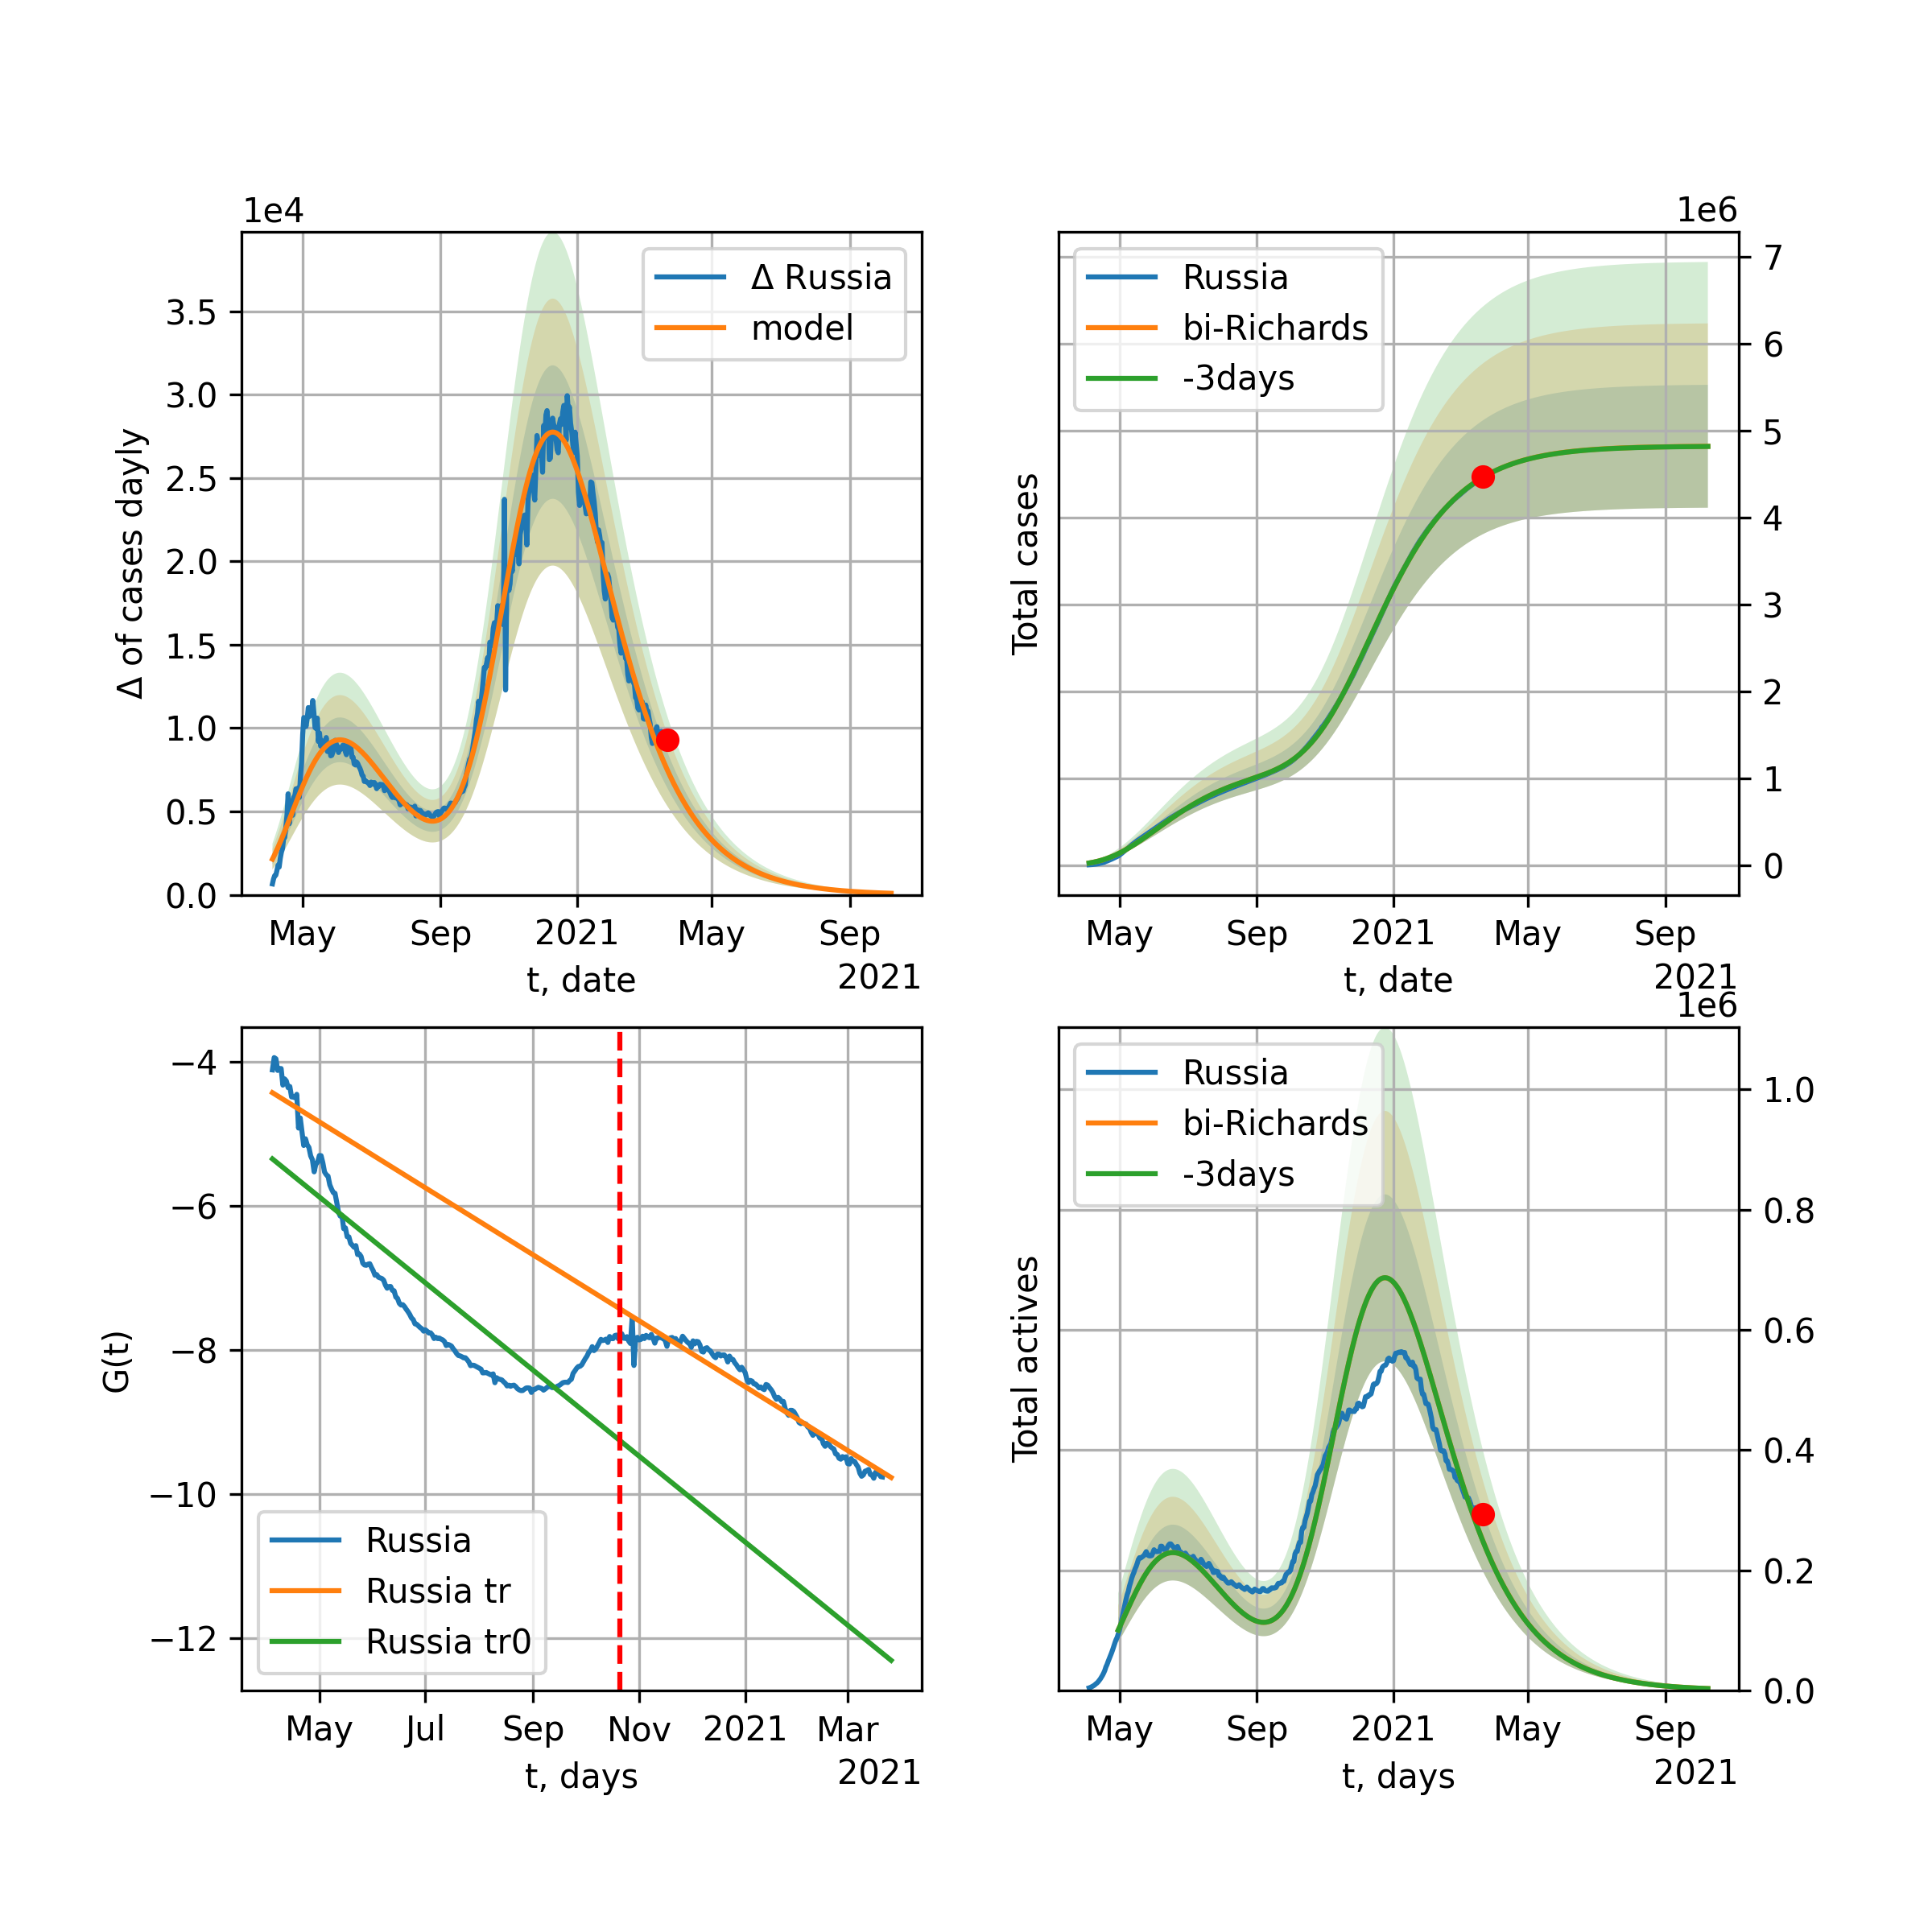 1e4
Δ Russia
model
3.5
3.0
2.5
2.0
1.5
1.0
0.5
0.0
Δ of cases dayly
May Sep 2021 May Sep
t, date
2021
1e6
Russia
bi-Richards
-3days
7
6
5
4
3
2
1
0
Total cases
May Sep 2021 May Sep
t, date
2021
−4
−6
−8
−10
−12
G(t)
Russia
Russia tr
Russia tr0
May Jul Sep Nov 2021 Mar
t, days
2021
1e6
Russia
bi-Richards
-3days
1.0
0.8
0.6
0.4
0.2
0.0
Total actives
May Sep 2021 May Sep
t, days
2021